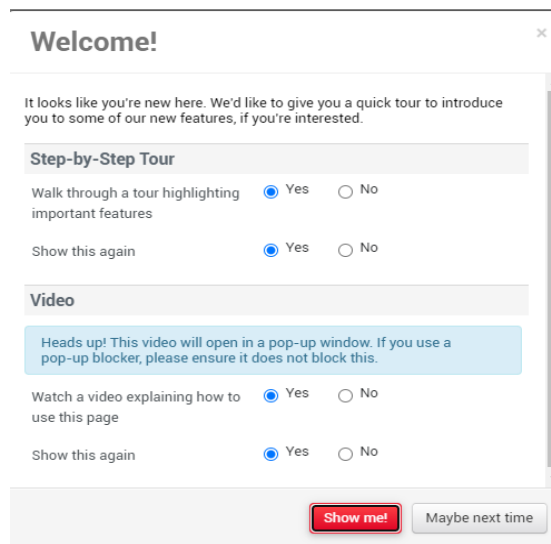 Welcome!
×
It looks like you're new here. We'd like to give you a quick tour to introduce
you to some of our new features, if you're interested.
Step-by-Step Tour
Walk through a tour highlighting
important features
Yes No
Show this again Yes No
Video
Heads up! This video will open in a pop-up window. If you use a
pop-up blocker, please ensure it does not block this.
Watch a video explaining how to
use this page
Yes No
Show this again Yes No
Show me! Maybe next time